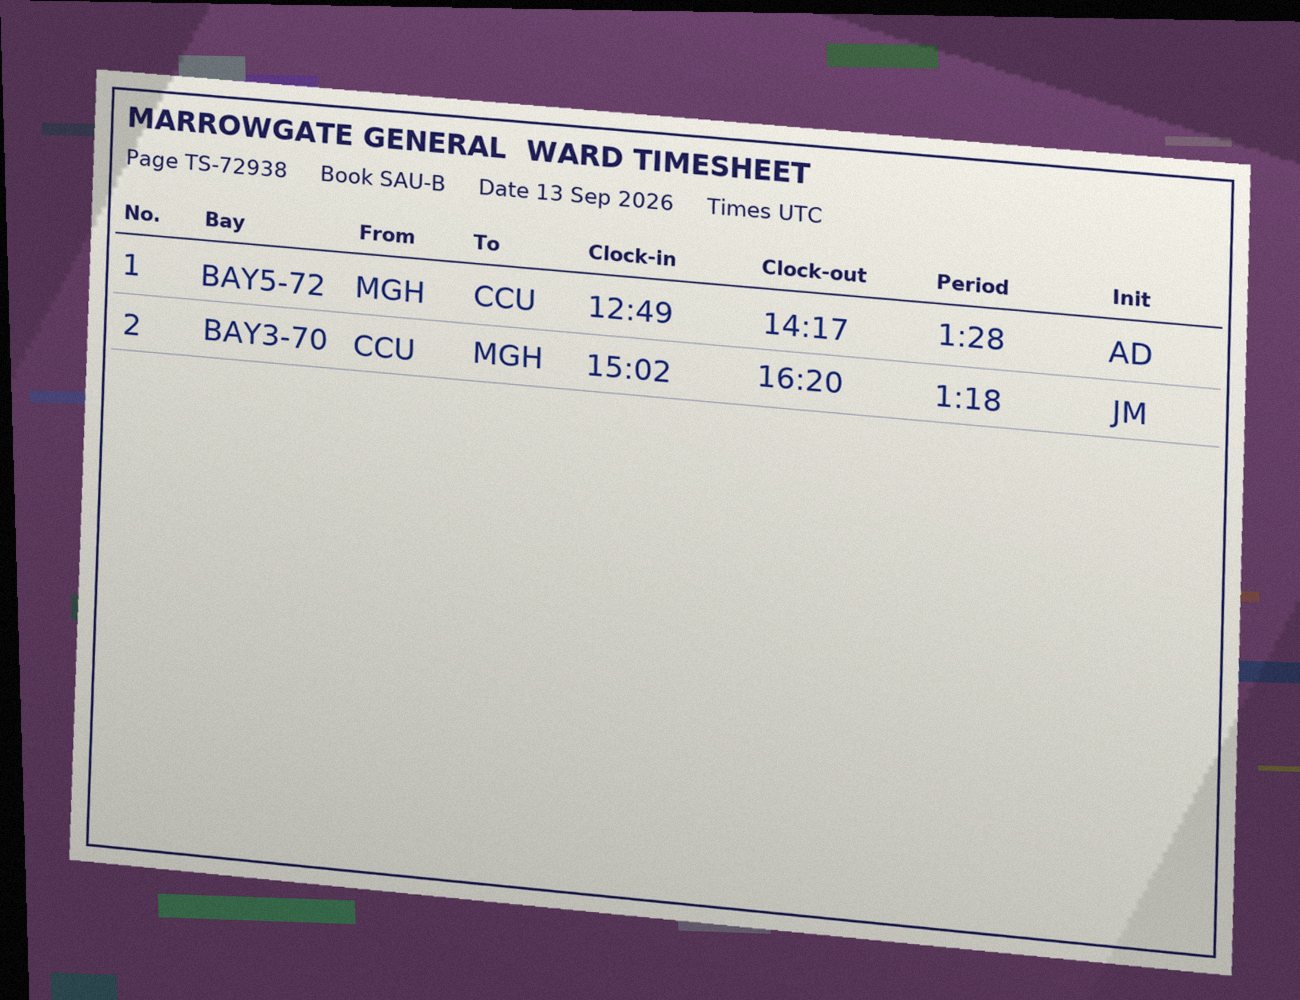 MARROWGATE GENERAL WARD TIMESHEET
Page TS-72938 Book SAU-B Date 13 Sep 2026 Times UTC
No. Bay From To Clock-in Clock-out Period Init
1 BAY5-72 MGH CCU 12:49 14:17 1:28 AD
2 BAY3-70 CCU MGH 15:02 16:20 1:18 JM